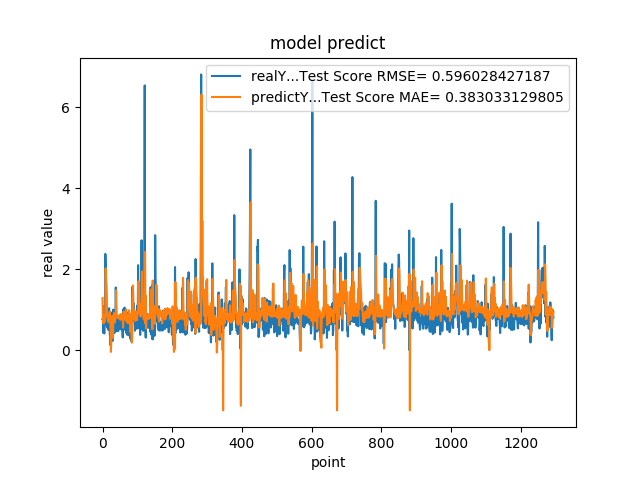 model predict
realY...Test Score RMSE= 0.596028427187
predictY...Test Score MAE= 0.383033129805
real value
6
4
2
0
0 200 400 600 800 1000 1200
point